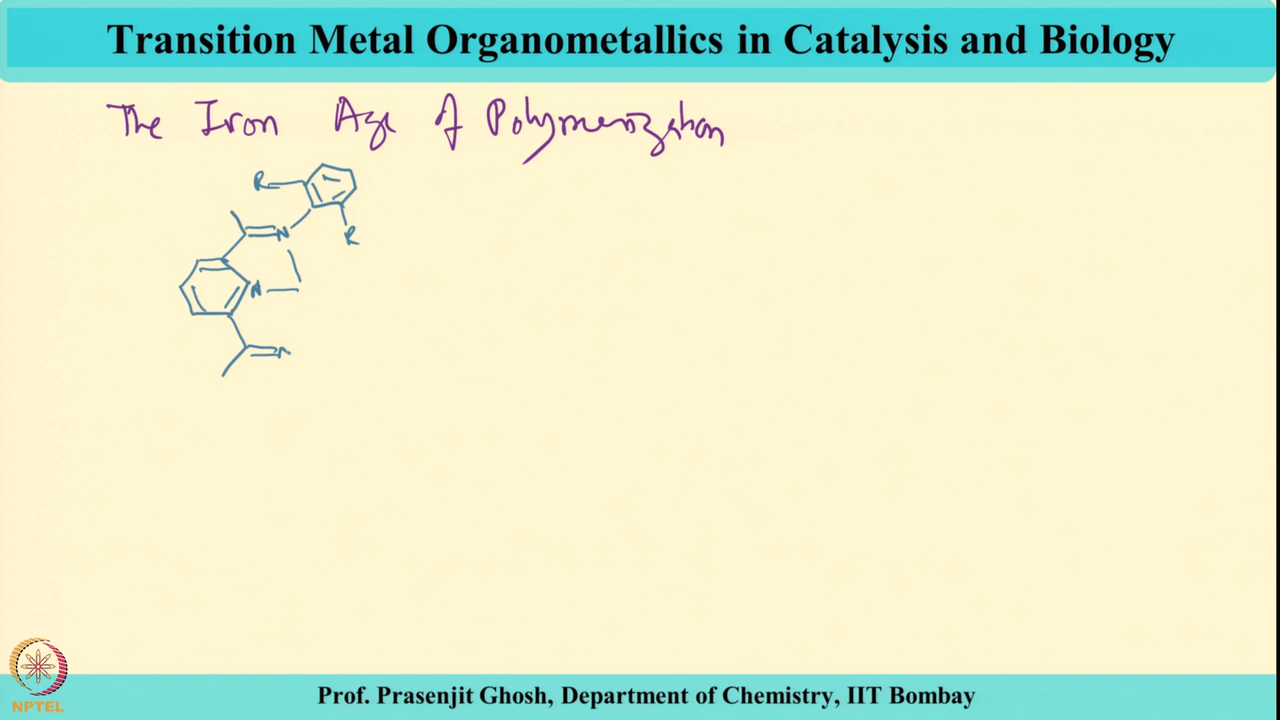 Transition Metal Organometallics in Catalysis and Biology
The Iron Age of Polymerization
R
N
R
N
N
NPTEL
Prof. Prasenjit Ghosh, Department of Chemistry, IIT Bombay